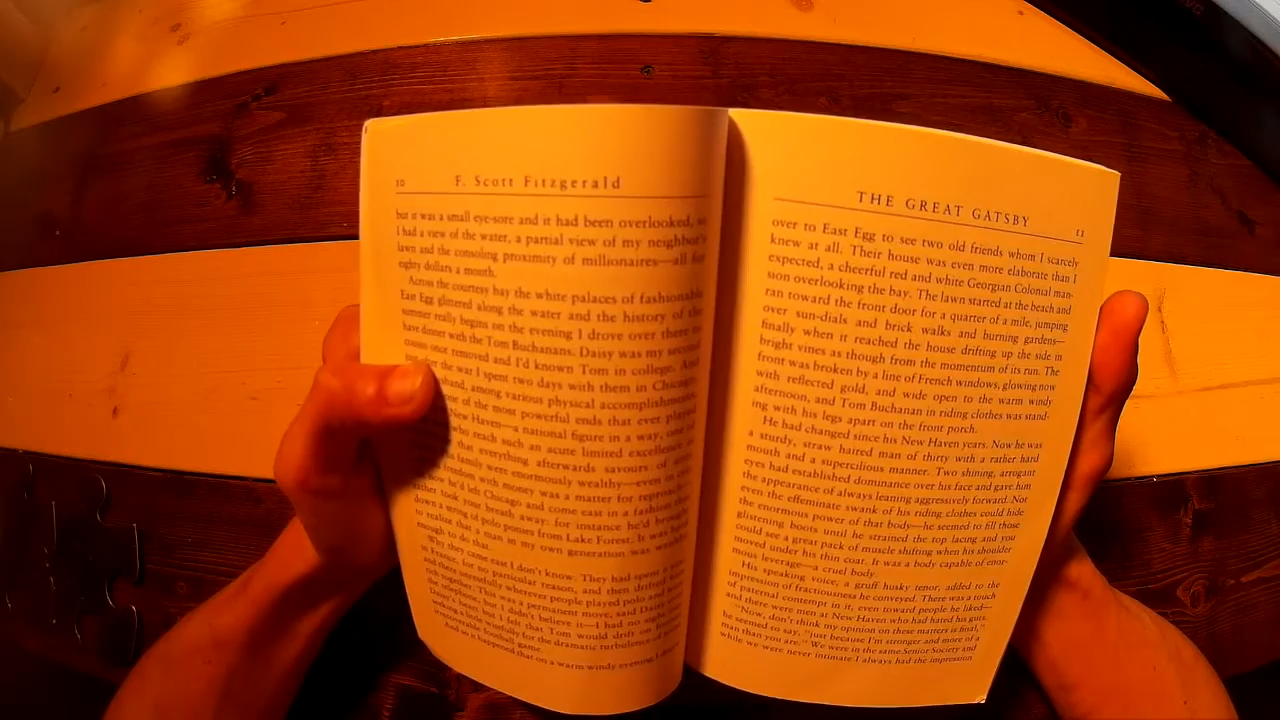 10
F. Scott Fitzgerald
but it was a small eye-sore and it had been overlooked, so
I had a view of the water, a partial view of my neighbor's
lawn and the consoling proximity of millionaires—all for
eighty dollars a month.
Across the courtesy bay the white palaces of fashionable
East Egg glittered along the water and the history of the
summer really begins on the evening I drove over there to
have dinner with the Tom Buchanans. Daisy was my second
cousin once removed and I'd known Tom in college. And
just after the war I spent two days with them in Chicago.
band, among various physical accomplishments,
one of the most powerful ends that ever played
New Haven—a national figure in a way, one of
who reach such an acute limited excellence at
that everything afterwards savours of
his family were enormously wealthy—even in
freedom with money was a matter for reproach
now he'd left Chicago and come east in a fashion that
rather took your breath away: for instance he'd brought
down a string of polo ponies from Lake Forest. It was hard
to realize that a man in my own generation was wealthy
enough to do that.
Why they came east I don't know. They had spent a year
in France, for no particular reason, and then drifted here
and there unrestfully wherever people played polo and were
rich together. This was a permanent move, said Daisy over
the telephone, but I didn't believe it—I had no sight into
Daisy's heart but I felt that Tom would drift on forever
seeking a little wistfully for the dramatic turbulence of some
irrecoverable football game.
And so it happened that on a warm windy evening I drove
THE GREAT GATSBY
11
over to East Egg to see two old friends whom I scarcely
knew at all. Their house was even more elaborate than I
expected, a cheerful red and white Georgian Colonial man-
sion overlooking the bay. The lawn started at the beach and
ran toward the front door for a quarter of a mile, jumping
over sun-dials and brick walks and burning gardens—
finally when it reached the house drifting up the side in
bright vines as though from the momentum of its run. The
front was broken by a line of French windows, glowing now
with reflected gold, and wide open to the warm windy
afternoon, and Tom Buchanan in riding clothes was stand-
ing with his legs apart on the front porch.
He had changed since his New Haven years. Now he was
a sturdy, straw haired man of thirty with a rather hard
mouth and a supercilious manner. Two shining, arrogant
eyes had established dominance over his face and gave him
the appearance of always leaning aggressively forward. Not
even the effeminate swank of his riding clothes could hide
the enormous power of that body—he seemed to fill those
glistening boots until he strained the top lacing and you
could see a great pack of muscle shifting when his shoulder
moved under his thin coat. It was a body capable of enor-
mous leverage—a cruel body.
His speaking voice, a gruff husky tenor, added to the
impression of fractiousness he conveyed. There was a touch
of paternal contempt in it, even toward people he liked—
and there were men at New Haven who had hated his guts.
"Now, don't think my opinion on these matters is final,"
he seemed to say, "just because I'm stronger and more of a
man than you are." We were in the same Senior Society and
while we were never intimate I always had the impression